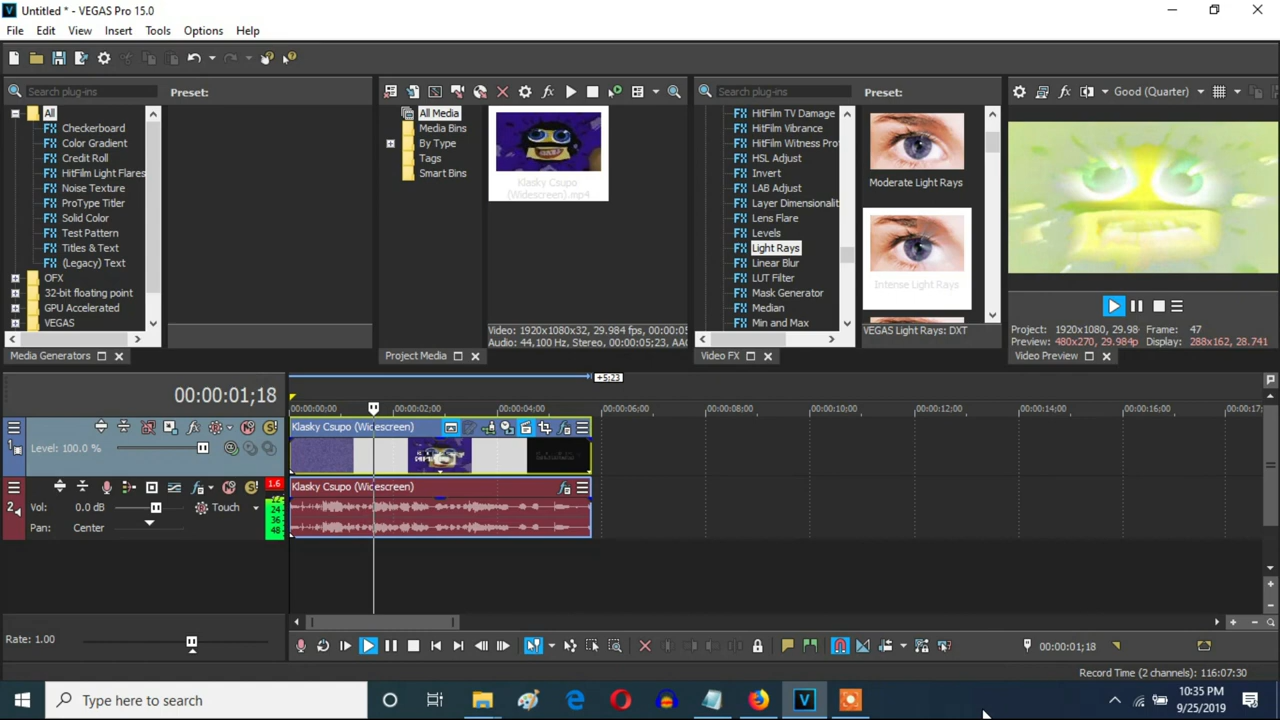 Untitled * - VEGAS Pro 15.0
File Edit View Insert Tools Options Help
Search plug-ins
Preset:
All
Checkerboard
Color Gradient
Credit Roll
HitFilm Light Flares
Noise Texture
ProType Titler
Solid Color
Test Pattern
Titles & Text
(Legacy) Text
OFX
32-bit floating point
GPU Accelerated
VEGAS
Media Generators
All Media
Media Bins
By Type
Tags
Smart Bins
Klasky Csupo
(Widescreen).mp4
Video: 1920x1080x32, 29.984 fps, 00:00:05
Audio: 44,100 Hz, Stereo, 00:00:05;23, AAC
Project Media
Search plug-ins
Preset:
HitFilm TV Damage
HitFilm Vibrance
HitFilm Witness Pro
HSL Adjust
Invert
LAB Adjust
Layer Dimensionalit
Lens Flare
Levels
Light Rays
Linear Blur
LUT Filter
Mask Generator
Median
Min and Max
Moderate Light Rays
Intense Light Rays
VEGAS Light Rays: DXT
Video FX
Good (Quarter)
Project: 1920x1080, 29.98 Frame: 47
Preview: 480x270, 29.984p Display: 288x162, 28.741
Video Preview
00:00:01;18
+5;23
00:00:00;00 00:00:02;00 00:00:04;00 00:00:06;00 00:00:08;00 00:00:10;00 00:00:12;00 00:00:14;00 00:00:16;00 00:00:17;
1
Level: 100.0 %
Klasky Csupo (Widescreen)
2
Vol: 0.0 dB Touch
Pan: Center
1.6
12
24
36
48
Klasky Csupo (Widescreen)
Rate: 1.00
00:00:01;18
Record Time (2 channels): 116:07:30
Type here to search
10:35 PM
9/25/2019